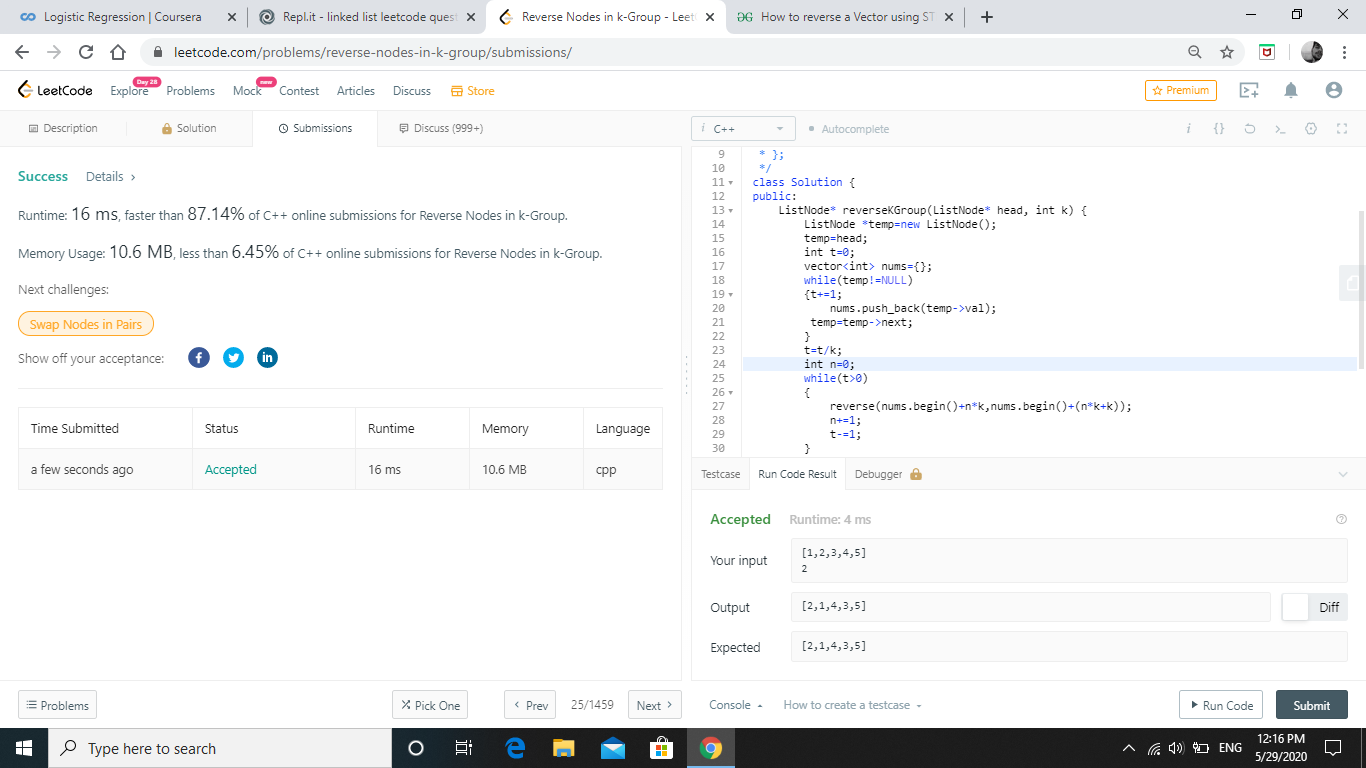 Logistic Regression | Coursera
Repl.it - linked list leetcode quest
Reverse Nodes in k-Group - Leet
How to reverse a Vector using ST
leetcode.com/problems/reverse-nodes-in-k-group/submissions/
LeetCode
Explore
Day 28
Problems
Mock
new
Contest
Articles
Discuss
Store
Premium
Description
Solution
Submissions
Discuss (999+)
i C++
Autocomplete
Success
Details
Runtime: 16 ms, faster than 87.14% of C++ online submissions for Reverse Nodes in k-Group.
Memory Usage: 10.6 MB, less than 6.45% of C++ online submissions for Reverse Nodes in k-Group.
Next challenges:
Swap Nodes in Pairs
Show off your acceptance:
Time Submitted Status Runtime Memory Language
a few seconds ago Accepted 16 ms 10.6 MB cpp
9 * };
10 */
11 class Solution {
12 public:
13 ListNode* reverseKGroup(ListNode* head, int k) {
14 ListNode *temp=new ListNode();
15 temp=head;
16 int t=0;
17 vector<int> nums={};
18 while(temp!=NULL)
19 {t+=1;
20 nums.push_back(temp->val);
21 temp=temp->next;
22 }
23 t=t/k;
24 int n=0;
25 while(t>0)
26 {
27 reverse(nums.begin()+n*k,nums.begin()+(n*k+k));
28 n+=1;
29 t-=1;
30 }
Testcase
Run Code Result
Debugger
Accepted
Runtime: 4 ms
Your input
[1,2,3,4,5]
2
Output
[2,1,4,3,5]
Diff
Expected
[2,1,4,3,5]
Problems
Pick One
Prev
25/1459
Next
Console
How to create a testcase
Run Code
Submit
Type here to search
ENG
12:16 PM
5/29/2020